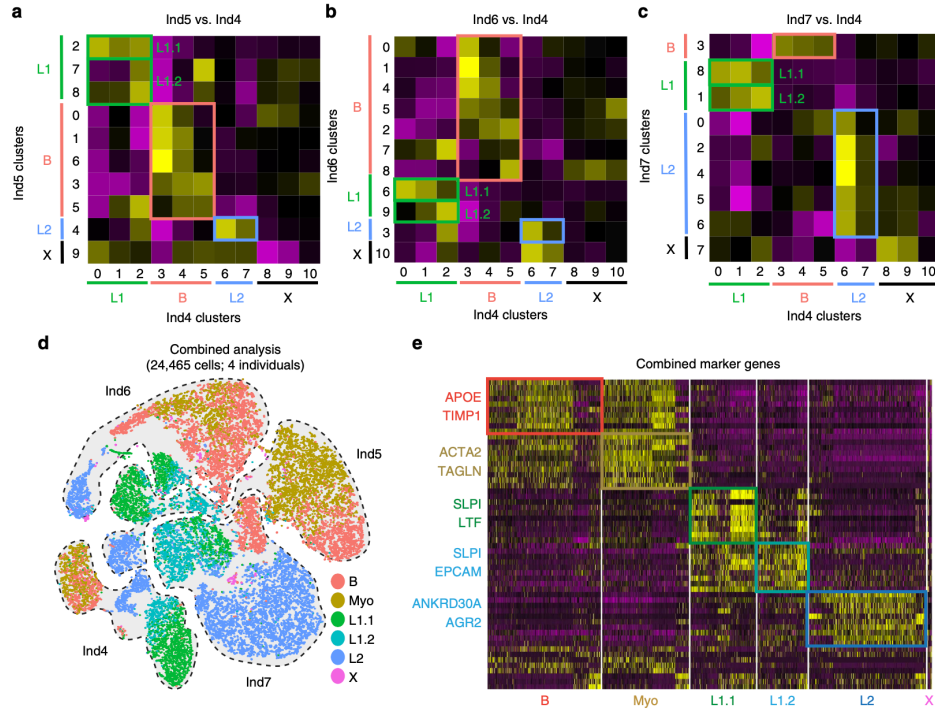 a
Ind5 vs. Ind4
Ind5 clusters
L1
B
L2
X
2
7
8
0
1
6
3
5
4
9
L1.1
L1.2
0 1 2 3 4 5 6 7 8 9 10
L1 B L2 X
Ind4 clusters
b
Ind6 vs. Ind4
Ind6 clusters
B
L1
L2
X
0
1
4
5
2
7
8
6
9
3
10
L1.1
L1.2
0 1 2 3 4 5 6 7 8 9 10
L1 B L2 X
Ind4 clusters
c
Ind7 vs. Ind4
Ind7 clusters
B
L1
L2
X
3
8
1
0
2
4
5
6
7
L1.1
L1.2
0 1 2 3 4 5 6 7 8 9 10
L1 B L2 X
Ind4 clusters
d
Combined analysis
(24,465 cells; 4 individuals)
Ind6
Ind5
Ind4
Ind7
B
Myo
L1.1
L1.2
L2
X
e
Combined marker genes
APOE
TIMP1
ACTA2
TAGLN
SLPI
LTF
SLPI
EPCAM
ANKRD30A
AGR2
B Myo L1.1 L1.2 L2 X